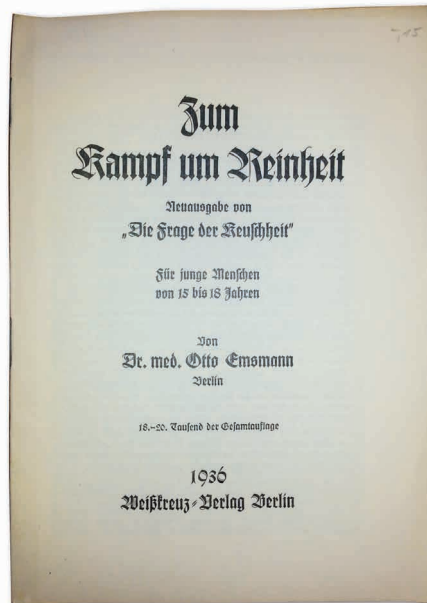 -,15
Zum
Kampf um Reinheit
Neuausgabe von
„Die Frage der Keuschheit"
Für junge Menschen
von 15 bis 18 Jahren
Von
Dr. med. Otto Emsmann
Berlin
18.–20. Tausend der Gesamtauflage
1936
Weißkreuz-Verlag Berlin